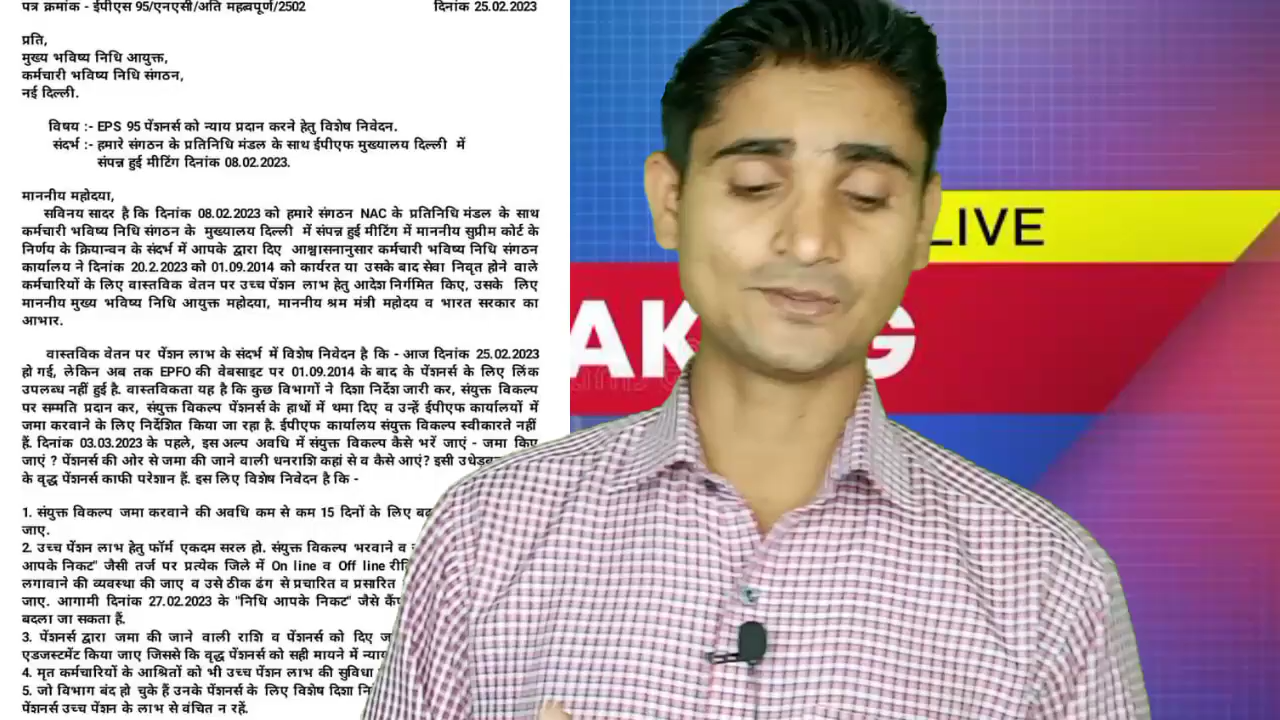 पत्र क्रमांक - ईपीएस 95/एनएसी/अति महत्वपूर्ण/2502 दिनांक 25.02.2023
प्रति,
मुख्य भविष्य निधि आयुक्त,
कर्मचारी भविष्य निधि संगठन,
नई दिल्ली.
विषय :- EPS 95 पेंशनर्स को न्याय प्रदान करने हेतु विशेष निवेदन.
संदर्भ :- हमारे संगठन के प्रतिनिधि मंडल के साथ ईपीएफ मुख्यालय दिल्ली में
संपन्न हुई मीटिंग दिनांक 08.02.2023.
माननीय महोदया,
सविनय सादर है कि दिनांक 08.02.2023 को हमारे संगठन NAC के प्रतिनिधि मंडल के साथ
कर्मचारी भविष्य निधि संगठन के मुख्यालय दिल्ली में संपन्न हुई मीटिंग में माननीय सुप्रीम कोर्ट के
निर्णय के क्रियान्वन के संदर्भ में आपके द्वारा दिए आश्वासनानुसार कर्मचारी भविष्य निधि संगठन
कार्यालय ने दिनांक 20.2.2023 को 01.09.2014 को कार्यरत या उसके बाद सेवा निवृत होने वाले
कर्मचारियों के लिए वास्तविक वेतन पर उच्च पेंशन लाभ हेतु आदेश निर्गमित किए, उसके लिए
माननीय मुख्य भविष्य निधि आयुक्त महोदया, माननीय श्रम मंत्री महोदय व भारत सरकार का
आभार.
वास्तविक वेतन पर पेंशन लाभ के संदर्भ में विशेष निवेदन है कि - आज दिनांक 25.02.2023
हो गई, लेकिन अब तक EPFO की वेबसाइट पर 01.09.2014 के बाद के पेंशनर्स के लिए लिंक
उपलब्ध नहीं हुई है. वास्तविकता यह है कि कुछ विभागों ने दिशा निर्देश जारी कर, संयुक्त विकल्प
पर सम्मति प्रदान कर, संयुक्त विकल्प पेंशनर्स के हाथों में थमा दिए व उन्हें ईपीएफ कार्यालयों में
जमा करवाने के लिए निर्देशित किया जा रहा है. ईपीएफ कार्यालय संयुक्त विकल्प स्वीकारते नहीं
हैं. दिनांक 03.03.2023 के पहले, इस अल्प अवधि में संयुक्त विकल्प कैसे भरें जाएं - जमा किए
जाएं ? पेंशनर्स की ओर से जमा की जाने वाली धनराशि कहां से व कैसे आएं? इसी
के वृद्ध पेंशनर्स काफी परेशान हैं. इस लिए विशेष निवेदन है कि -
1. संयुक्त विकल्प जमा करवाने की अवधि कम से कम 15 दिनों के लिए
जाए.
2. उच्च पेंशन लाभ हेतु फॉर्म एकदम सरल हो. संयुक्त विकल्प भरवाने व
आपके निकट" जैसी तर्ज पर प्रत्येक जिले में On line व Off line
लगावाने की व्यवस्था की जाए व उसे ठीक ढंग से प्रचारित व प्रसारित
जाए. आगामी दिनांक 27.02.2023 के "निधि आपके निकट" जैसे
बदला जा सकता हैं.
3. पेंशनर्स द्वारा जमा की जाने वाली राशि व पेंशनर्स को दिए
एडजस्टमेंट किया जाए जिससे कि वृद्ध पेंशनर्स को सही मायने में
4. मृत कर्मचारियों के आश्रितों को भी उच्च पेंशन लाभ की सुविधा
5. जो विभाग बंद हो चुके हैं उनके पेंशनर्स के लिए विशेष दिशा
पेंशनर्स उच्च पेंशन के लाभ से वंचित न रहें.
LIVE